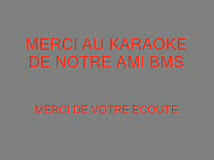 MERCI AU KARAOKE
DE NOTRE AMI BMS
MERCI DE VOTRE ECOUTE